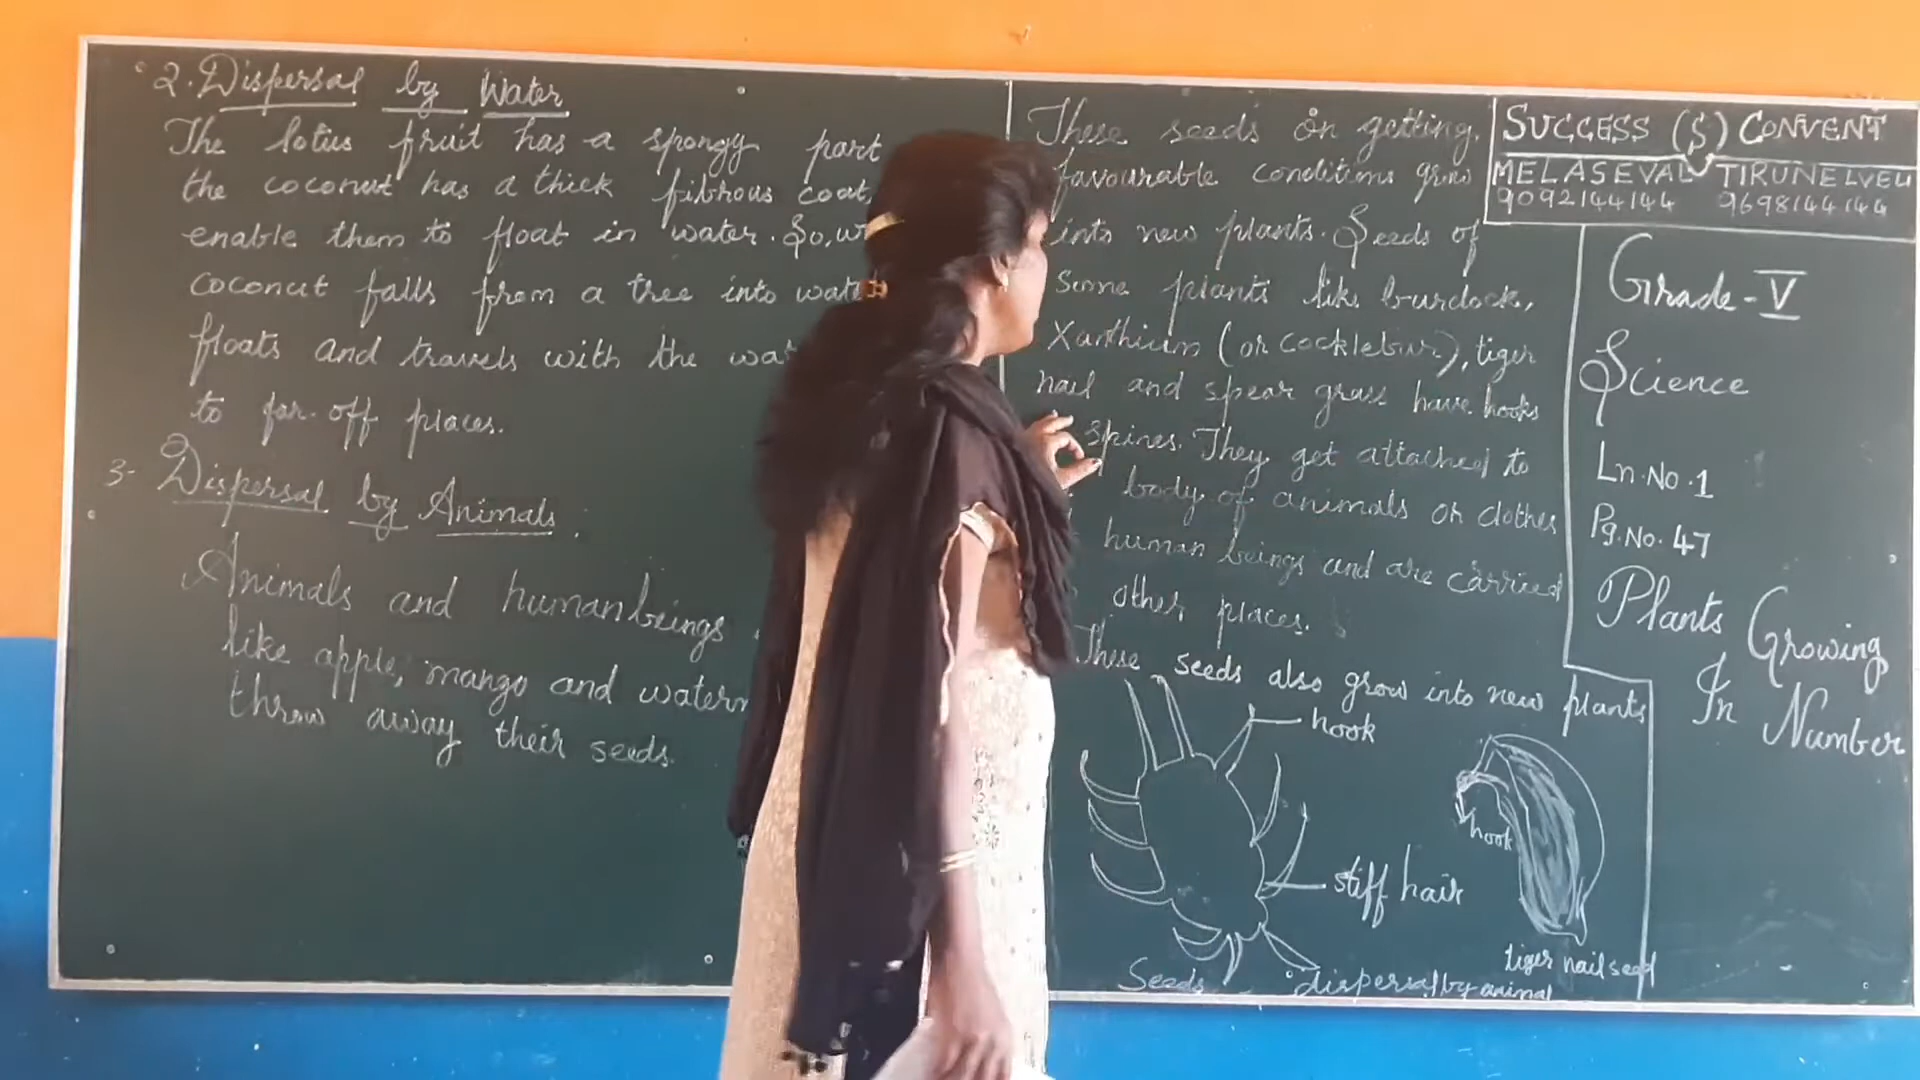 2. Dispersal by Water
The lotus fruit has a spongy part
the coconut has a thick fibrous coat,
enable them to float in water. So, w
coconut falls from a tree into wate
floats and travels with the wa
to far-off places.
3- Dispersal by Animals:
Animals and human beings
like apple, mango and waterm
throw away their seeds.
These seeds on getting
favourable conditions grow
into new plants. Seeds of
some plants like burdock,
Xanthium (or cocklebur), tiger
nail and spear grass have hooks
spines. They get attached to
body of animals or clothes
human beings and are carried
other places.
These seeds also grow into new plants
hook
stiff hair
Seeds dispersal by animal
hook
tiger nail seed
SUCCESS (S) CONVENT
MELASEVAL TIRUNELVELI
9092144144 9698144144
Grade - V
Science
Ln. No. 1
Pg. No. 47
Plants Growing
In Number